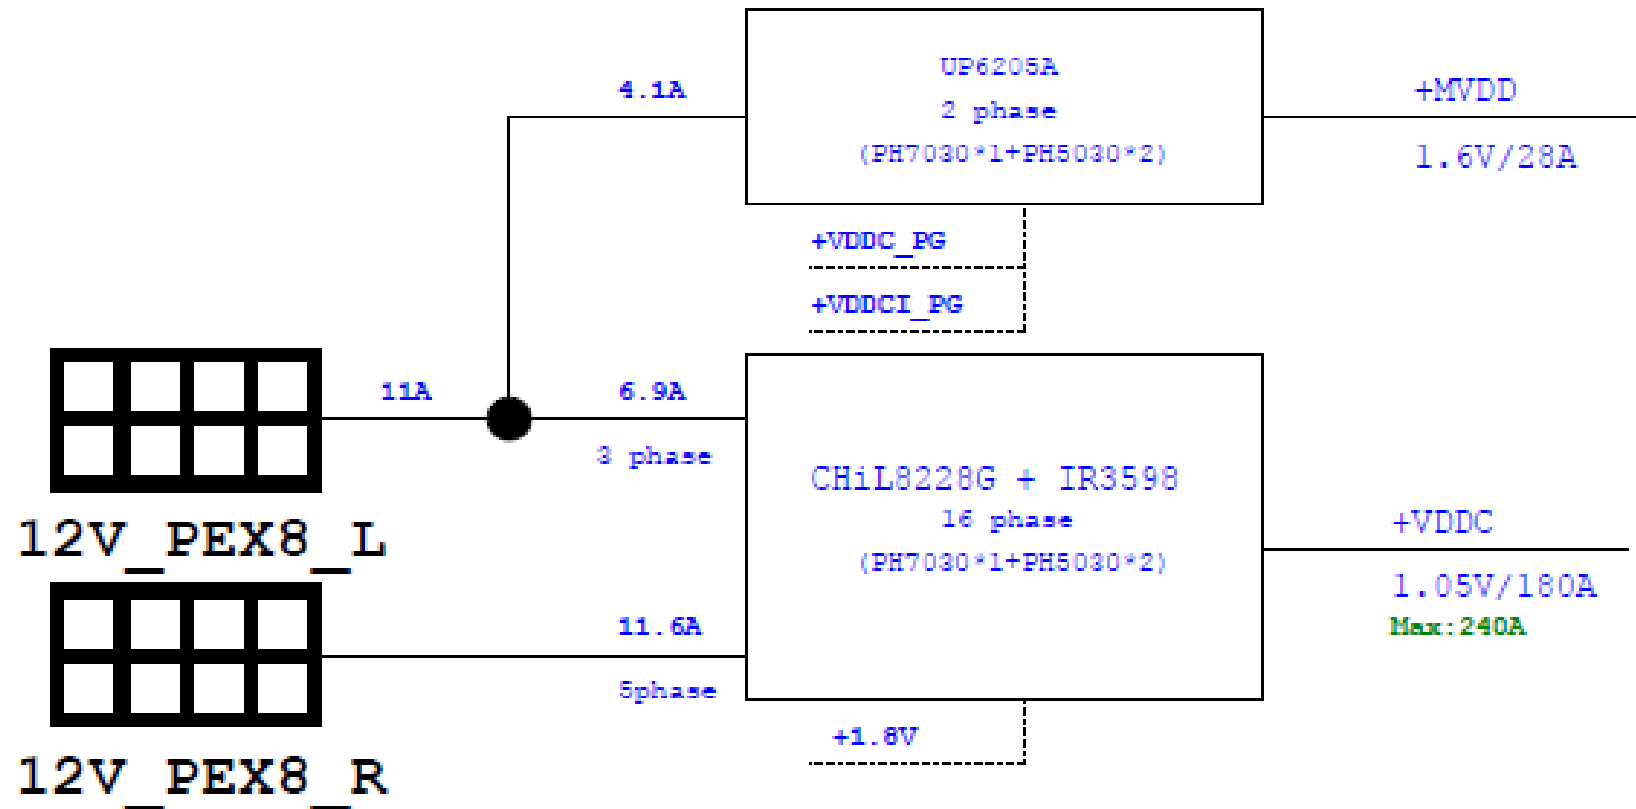 UP6205A
2 phase
(PH7030*1+PH5030*2)
4.1A
+MVDD
1.6V/28A
+VDDC_PG
+VDDCI_PG
11A
6.9A
3 phase
12V_PEX8_L
CHiL8228G + IR3598
16 phase
(PH7030*1+PH5030*2)
+VDDC
1.05V/180A
Max:240A
11.6A
5phase
+1.8V
12V_PEX8_R